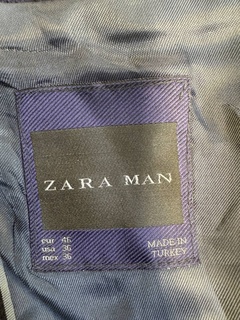 ZARA MAN
eur 46
usa 36
mex 36
MADE IN
TURKEY